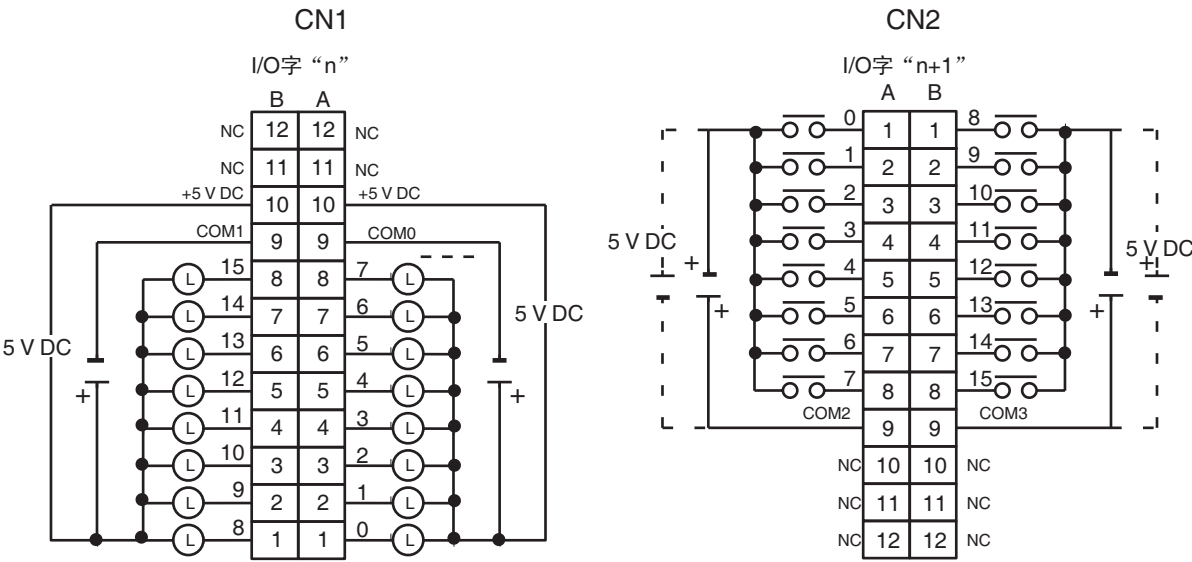 CN1
I/O字“n”
B A
NC 12 12 NC
NC 11 11 NC
+5 V DC 10 10 +5 V DC
COM1 9 9 COM0
15 L 8 8 7 L
14 L 7 7 6 L
13 L 6 6 5 L
12 L 5 5 4 L
11 L 4 4 3 L
10 L 3 3 2 L
9 L 2 2 1 L
8 L 1 1 0 L
5 V DC
+
+
5 V DC
CN2
I/O字“n+1”
A B
0 1 1 8
1 2 2 9
2 3 3 10
3 4 4 11
4 5 5 12
5 6 6 13
6 7 7 14
7 8 8 15
COM2 9 9 COM3
NC 10 10 NC
NC 11 11 NC
NC 12 12 NC
5 V DC
+
+
5 V DC
+
+